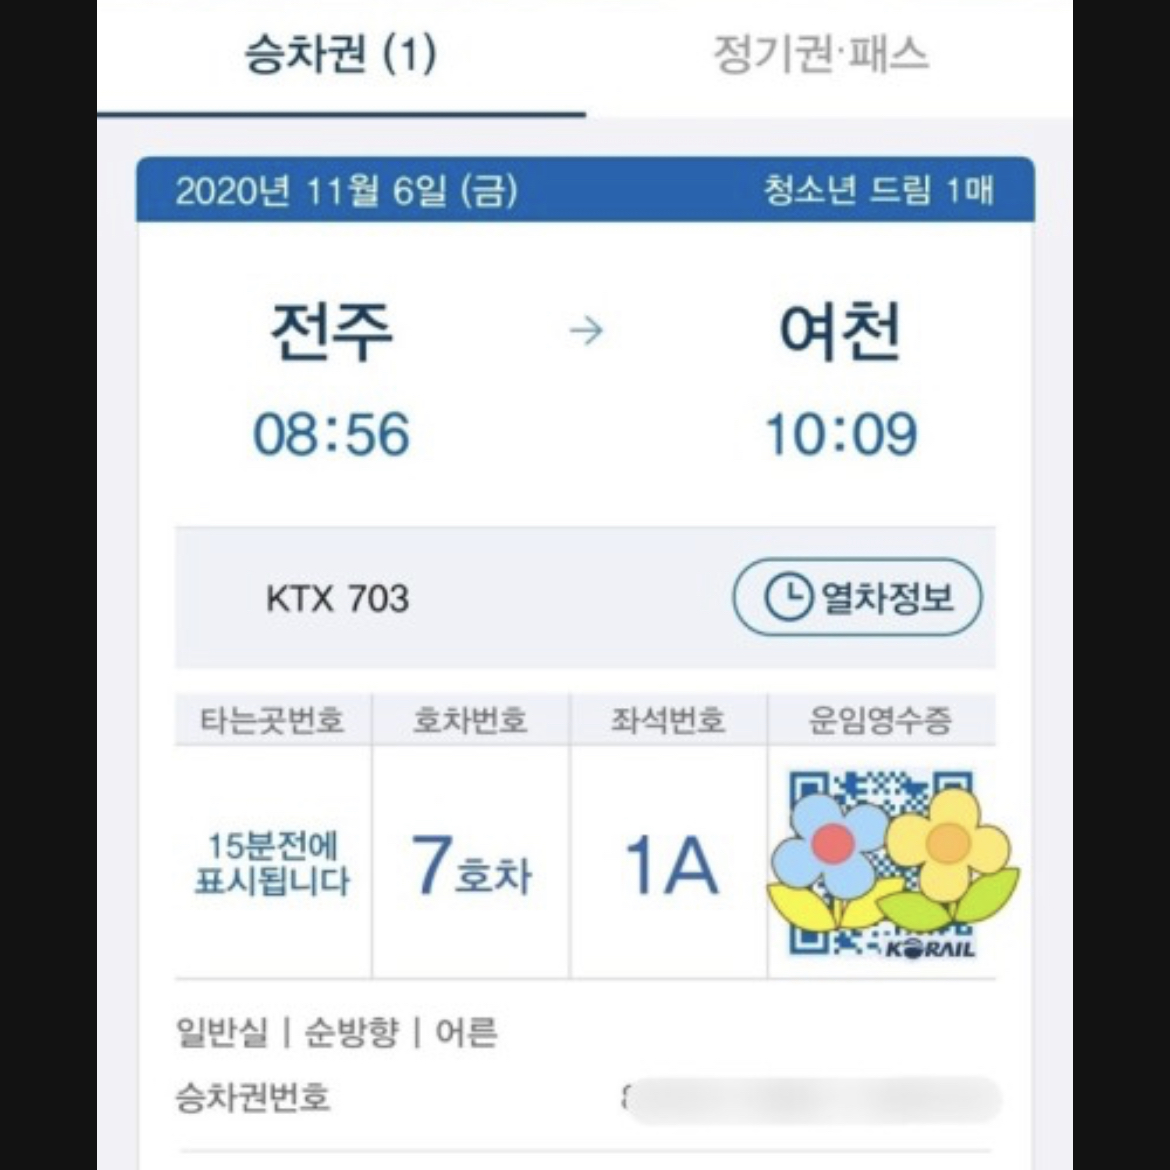 승차권 (1) 정기권·패스
2020년 11월 6일 (금) 청소년 드림 1매
전주 → 여천
08:56 10:09
KTX 703 열차정보
타는곳번호 호차번호 좌석번호 운임영수증
15분전에
표시됩니다
7호차 1A
KORAIL
일반실 | 순방향 | 어른
승차권번호